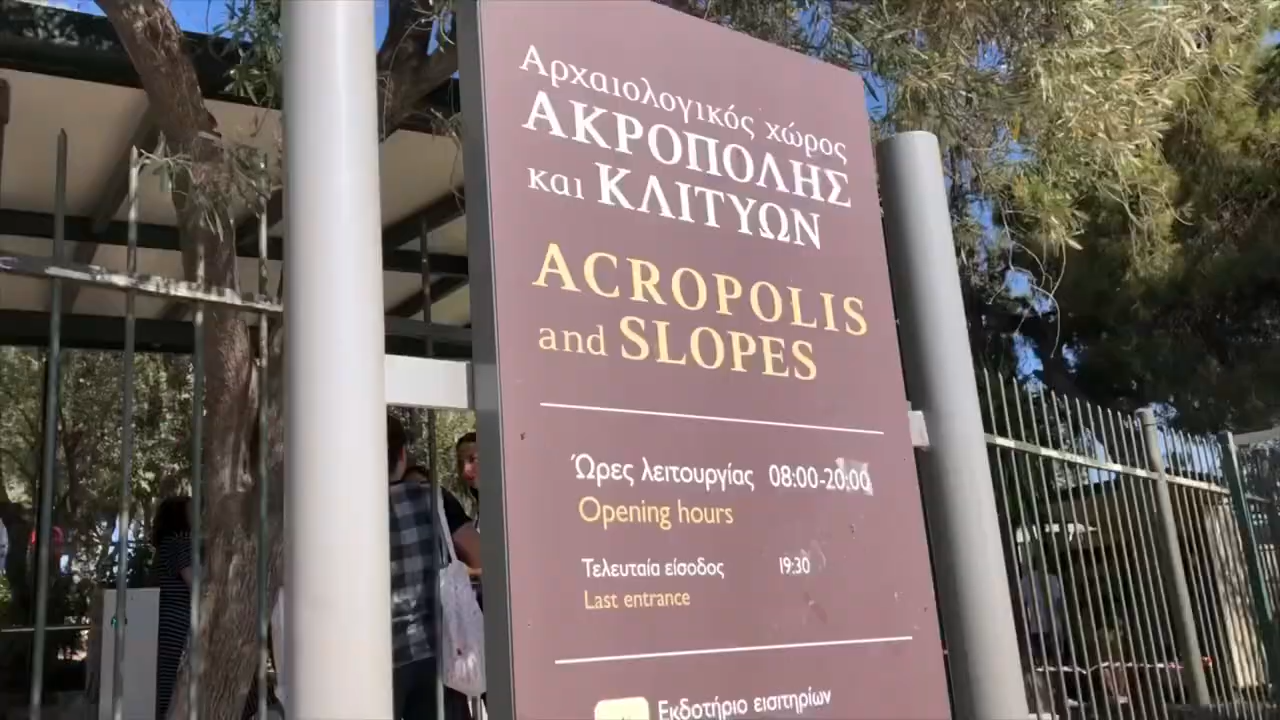 Αρχαιολογικός χώρος
ΑΚΡΟΠΟΛΗΣ
και ΚΛΙΤΥΩΝ
ACROPOLIS
and SLOPES
Ώρες λειτουργίας 08:00-20:00
Opening hours
Τελευταία είσοδος 19:30
Last entrance
Εκδοτήριο εισιτηρίων